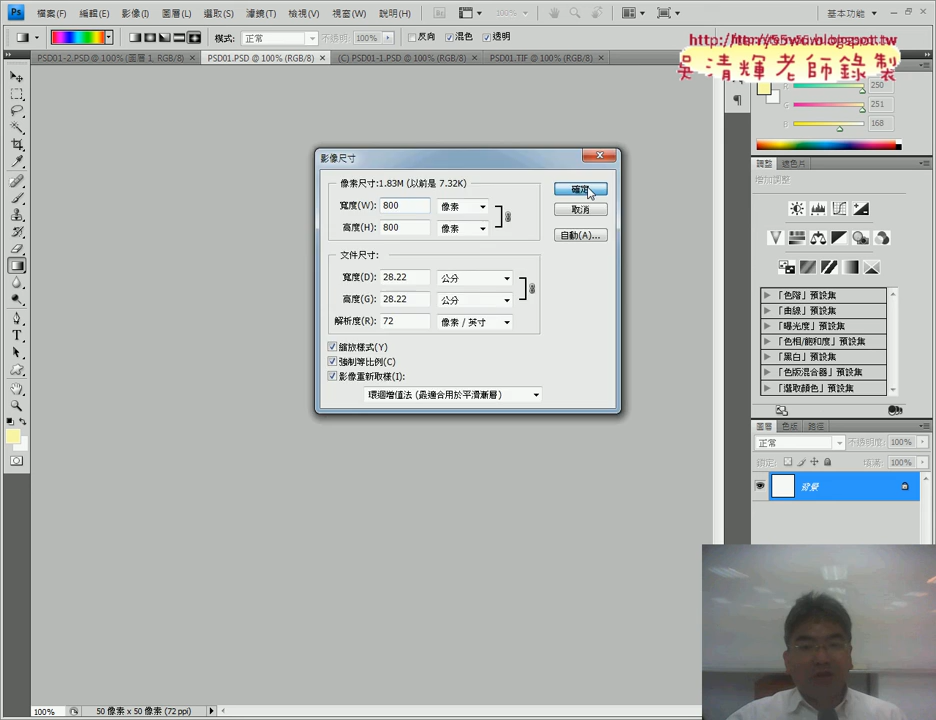 Ps 檔案(F) 編輯(E) 影像(I) 圖層(L) 選取(S) 濾鏡(T) 檢視(V) 視窗(W) 說明(H) 100% 基本功能
模式: 正常 不透明: 100% 反向 混色 透明
吳清輝老師錄製
PSD01-2.PSD @ 100% (圖層 1, RGB/8) PSD01.PSD @ 100% (RGB/8) (C) PSD01-1.PSD @ 100% (RGB/8) PSD01.TIF @ 100% (RGB/8)
R 250
G 251
B 168
影像尺寸
像素尺寸:1.83M (以前是 7.32K)
寬度(W): 800 像素
高度(H): 800 像素
文件尺寸:
寬度(D): 28.22 公分
高度(G): 28.22 公分
解析度(R): 72 像素 / 英寸
縮放樣式(Y)
強制等比例(C)
影像重新取樣(I):
環迴增值法 (最適合用於平滑漸層)
確定
取消
自動(A)...
調整 遮色片
增加調整
「色階」預設集
「曲線」預設集
「曝光度」預設集
「色相/飽和度」預設集
「黑白」預設集
「色版混合器」預設集
「選取顏色」預設集
圖層 色版 路徑
正常 不透明度: 100%
鎖定: 填滿: 100%
背景
100% 50 像素 x 50 像素 (72 ppi)